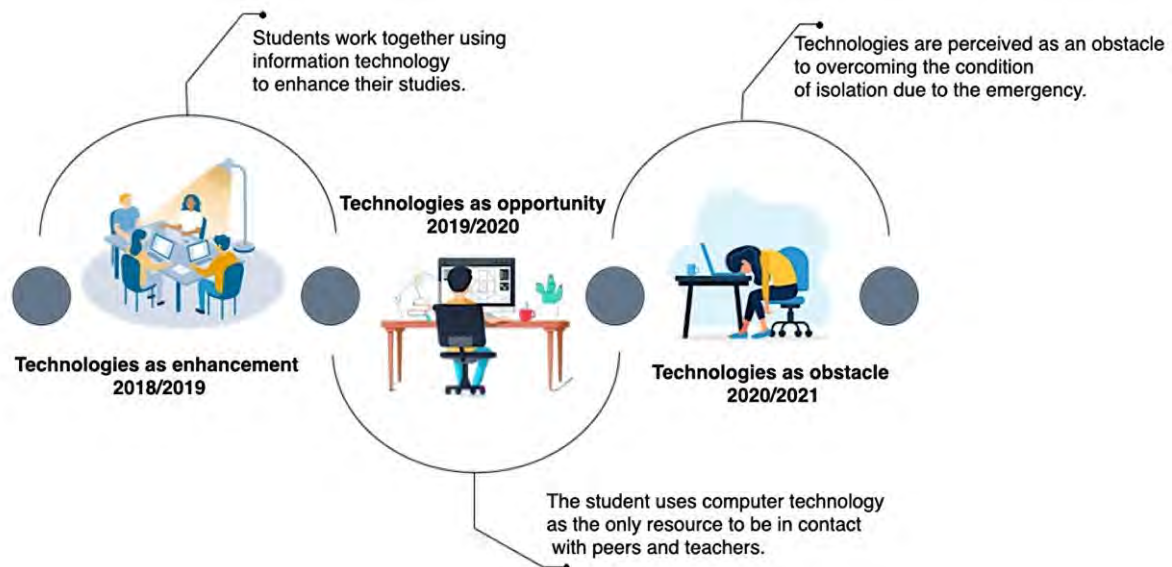 Students work together using
information technology
to enhance their studies.
Technologies are perceived as an obstacle
to overcoming the condition
of isolation due to the emergency.
Technologies as opportunity
2019/2020
Technologies as enhancement
2018/2019
Technologies as obstacle
2020/2021
The student uses computer technology
as the only resource to be in contact
with peers and teachers.